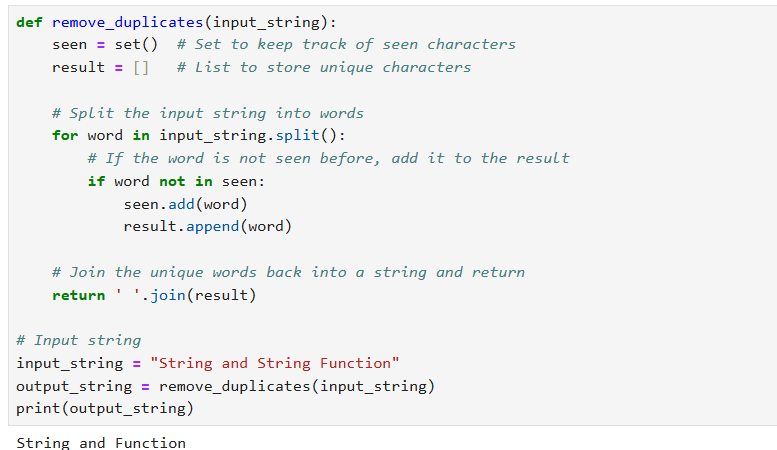 def remove_duplicates(input_string):
    seen = set()  # Set to keep track of seen characters
    result = []   # List to store unique characters

    # Split the input string into words
    for word in input_string.split():
        # If the word is not seen before, add it to the result
        if word not in seen:
            seen.add(word)
            result.append(word)

    # Join the unique words back into a string and return
    return ' '.join(result)

# Input string
input_string = "String and String Function"
output_string = remove_duplicates(input_string)
print(output_string)
String and Function